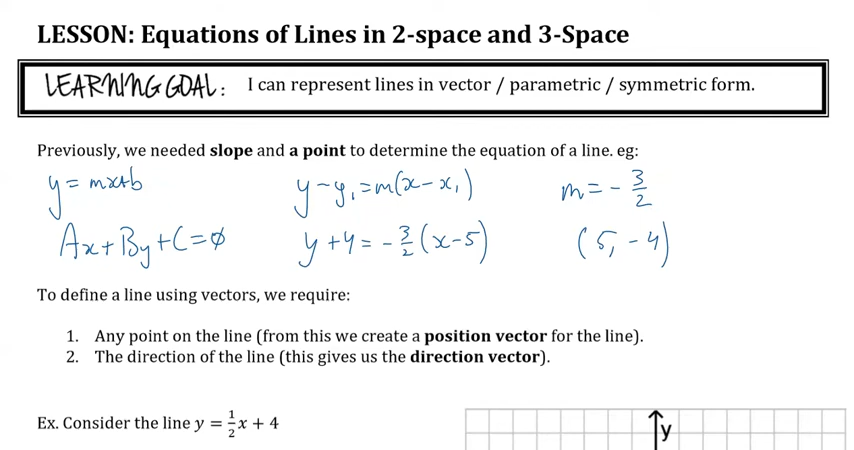 LESSON: Equations of Lines in 2-space and 3-Space
LEARNING GOAL: I can represent lines in vector / parametric / symmetric form.
Previously, we needed slope and a point to determine the equation of a line. eg:
y = mx+b y - y₁ = m(x - x₁) m = - 3/2
Ax + By + C = 0 y + 4 = - 3/2 (x - 5) (5, -4)
To define a line using vectors, we require:
1. Any point on the line (from this we create a position vector for the line).
2. The direction of the line (this gives us the direction vector).
Ex. Consider the line y = 1/2 x + 4
y